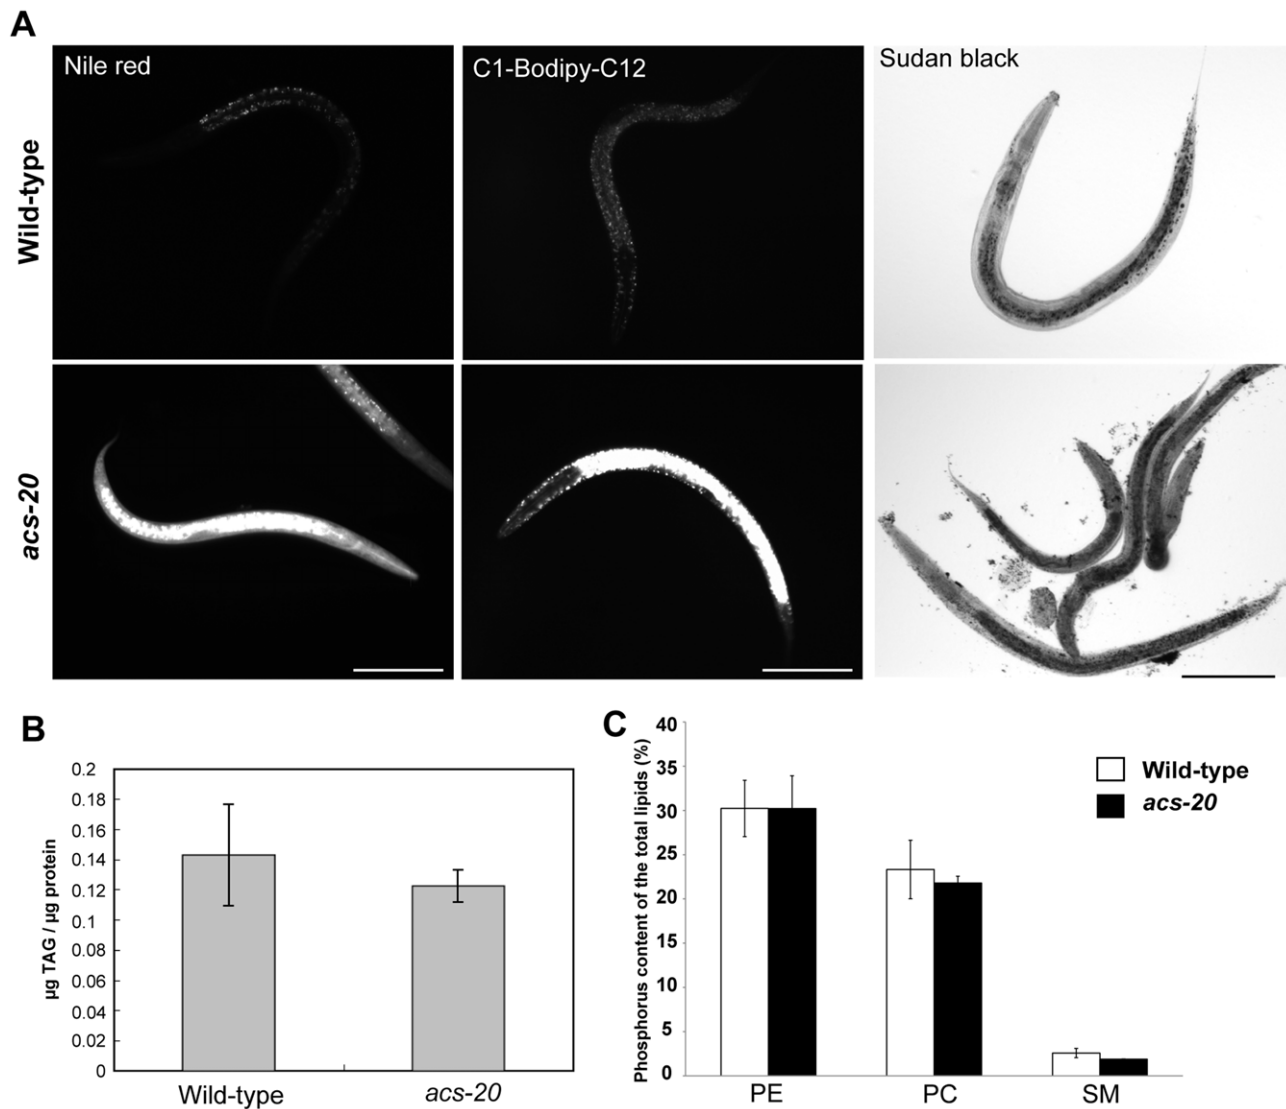 A
Nile red
C1-Bodipy-C12
Sudan black
Wild-type
acs-20
B
µg TAG / µg protein
0.2
0.18
0.16
0.14
0.12
0.1
0.08
0.06
0.04
0.02
0
Wild-type
acs-20
C
Phosphorus content of the total lipids (%)
40
35
30
25
20
15
10
5
0
PE
PC
SM
Wild-type
acs-20